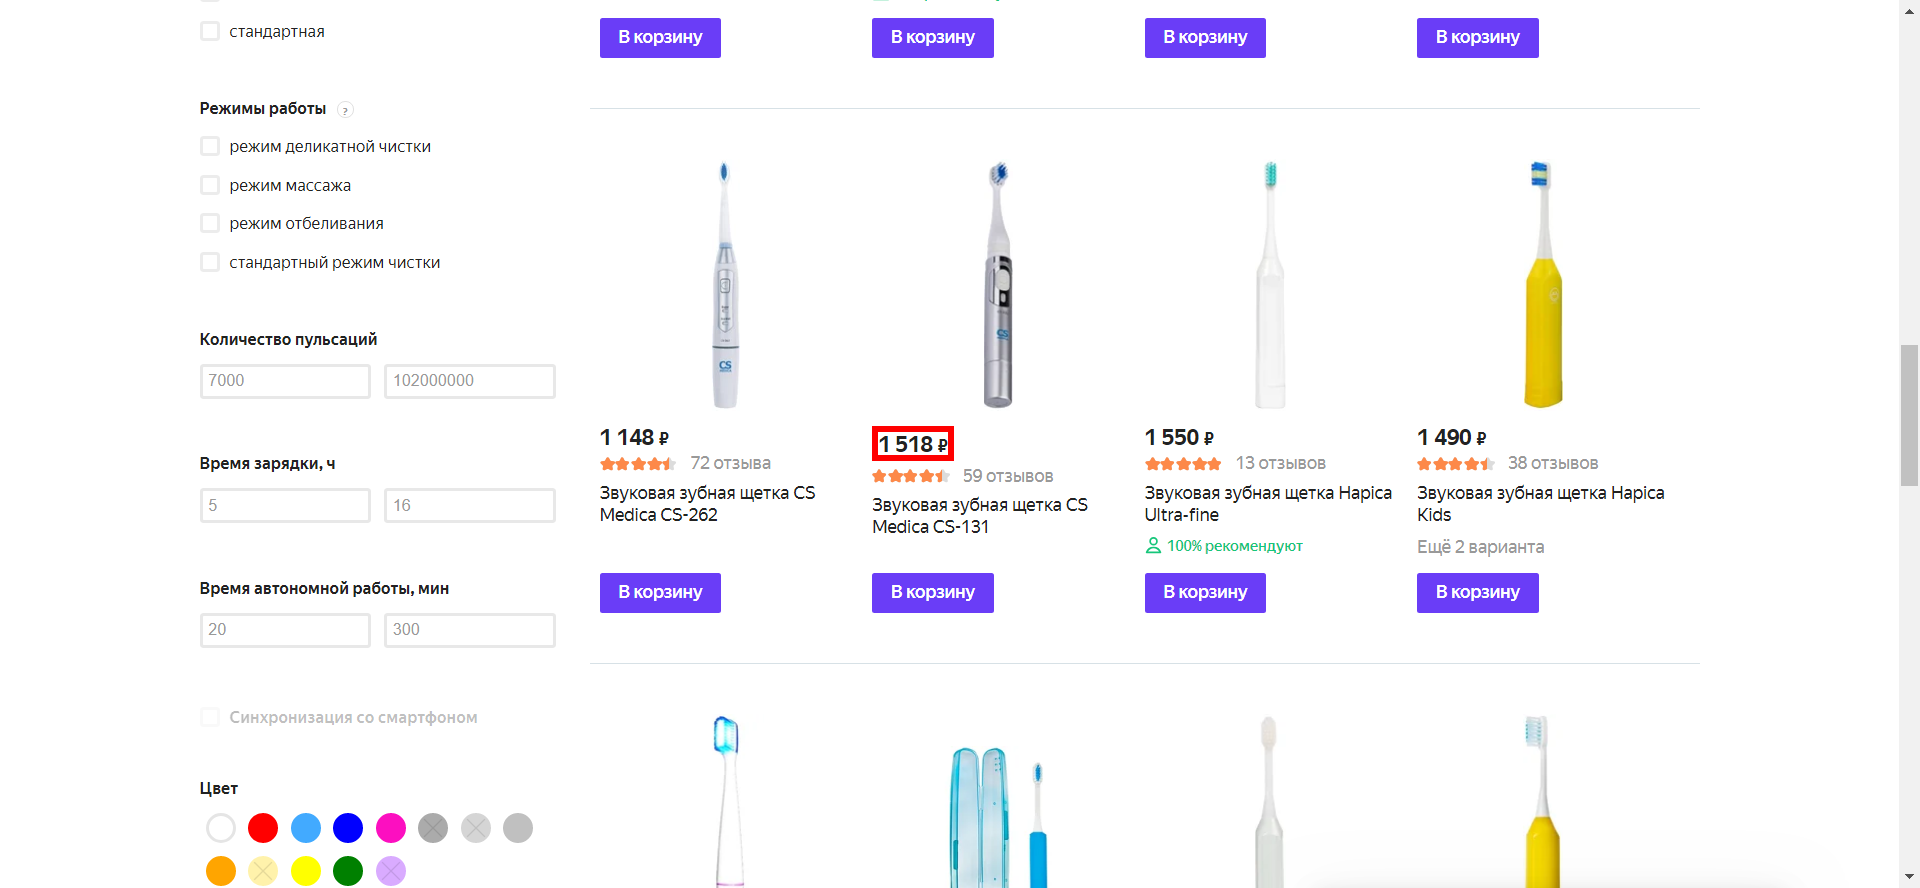 стандартная
В корзину
В корзину
В корзину
В корзину
Режимы работы ?
режим деликатной чистки
режим массажа
режим отбеливания
стандартный режим чистки
Количество пульсаций
7000
102000000
Время зарядки, ч
5
16
Время автономной работы, мин
20
300
Синхронизация со смартфоном
Цвет
CS
1 148 ₽
72 отзыва
Звуковая зубная щетка CS
Medica CS-262
В корзину
CS
1 518 ₽
59 отзывов
Звуковая зубная щетка CS
Medica CS-131
В корзину
1 550 ₽
13 отзывов
Звуковая зубная щетка Hapica
Ultra-fine
100% рекомендуют
В корзину
1 490 ₽
38 отзывов
Звуковая зубная щетка Hapica
Kids
Ещё 2 варианта
В корзину